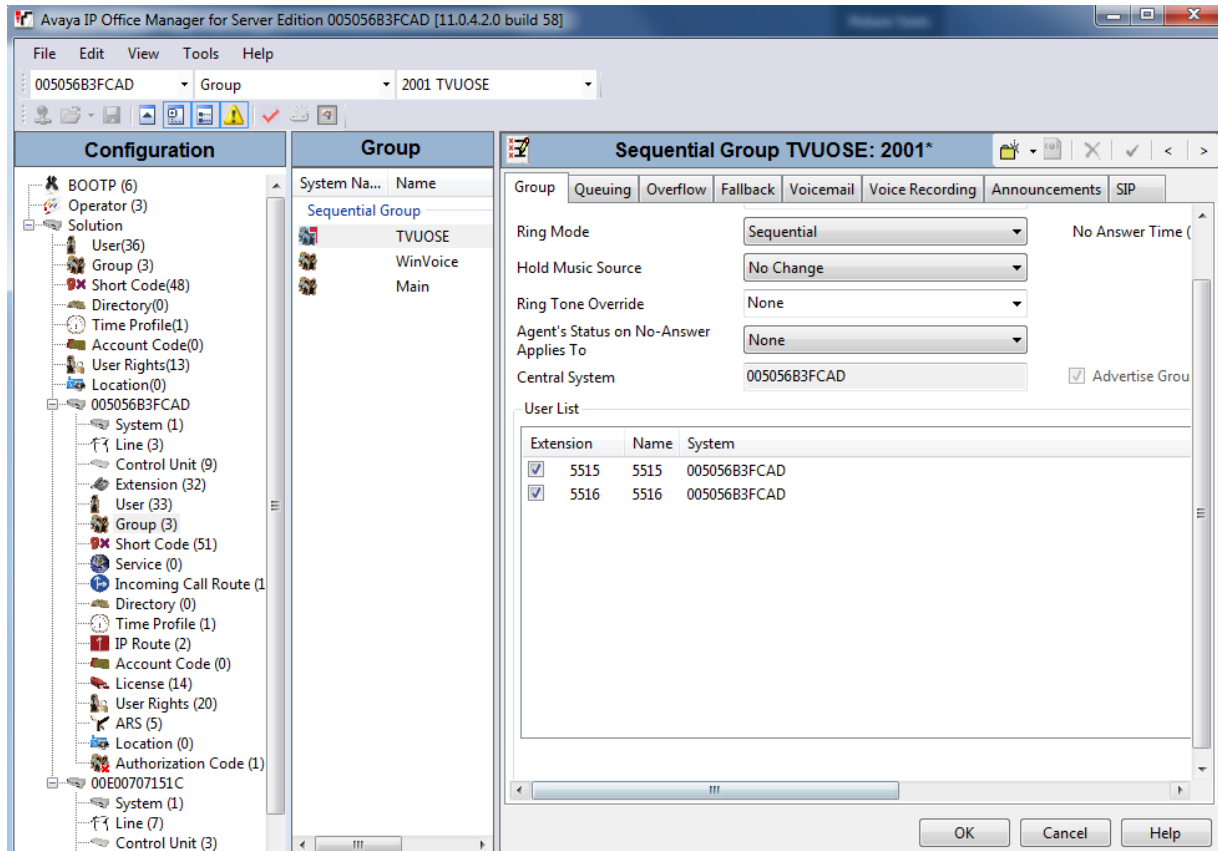 Avaya IP Office Manager for Server Edition 005056B3FCAD [11.0.4.2.0 build 58]
File Edit View Tools Help
005056B3FCAD Group 2001 TVUOSE
Configuration
BOOTP (6)
Operator (3)
Solution
User(36)
Group (3)
Short Code(48)
Directory(0)
Time Profile(1)
Account Code(0)
User Rights(13)
Location(0)
005056B3FCAD
System (1)
Line (3)
Control Unit (9)
Extension (32)
User (33)
Group (3)
Short Code (51)
Service (0)
Incoming Call Route (1
Directory (0)
Time Profile (1)
IP Route (2)
Account Code (0)
License (14)
User Rights (20)
ARS (5)
Location (0)
Authorization Code (1)
00E00707151C
System (1)
Line (7)
Control Unit (3)
Group
System Na... Name
Sequential Group
TVUOSE
WinVoice
Main
Sequential Group TVUOSE: 2001*
Group Queuing Overflow Fallback Voicemail Voice Recording Announcements SIP
Ring Mode Sequential No Answer Time (
Hold Music Source No Change
Ring Tone Override None
Agent's Status on No-Answer
Applies To None
Central System 005056B3FCAD Advertise Grou
User List
Extension Name System
5515 5515 005056B3FCAD
5516 5516 005056B3FCAD
OK Cancel Help